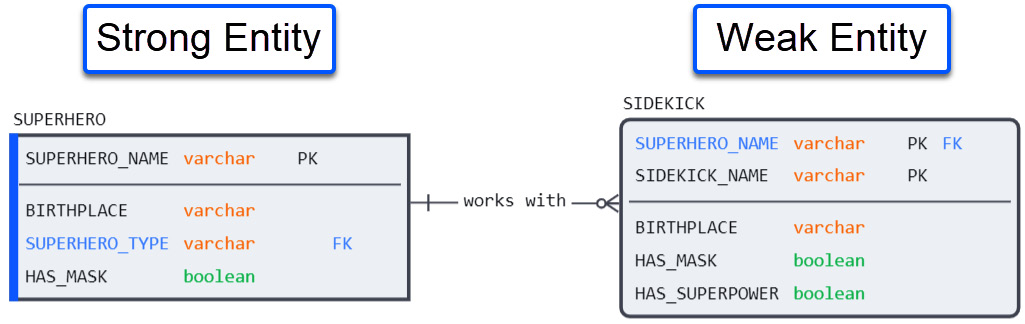 Strong Entity
Weak Entity
SUPERHERO
SUPERHERO_NAME varchar PK
BIRTHPLACE varchar
SUPERHERO_TYPE varchar FK
HAS_MASK boolean
works with
SIDEKICK
SUPERHERO_NAME varchar PK FK
SIDEKICK_NAME varchar PK
BIRTHPLACE varchar
HAS_MASK boolean
HAS_SUPERPOWER boolean